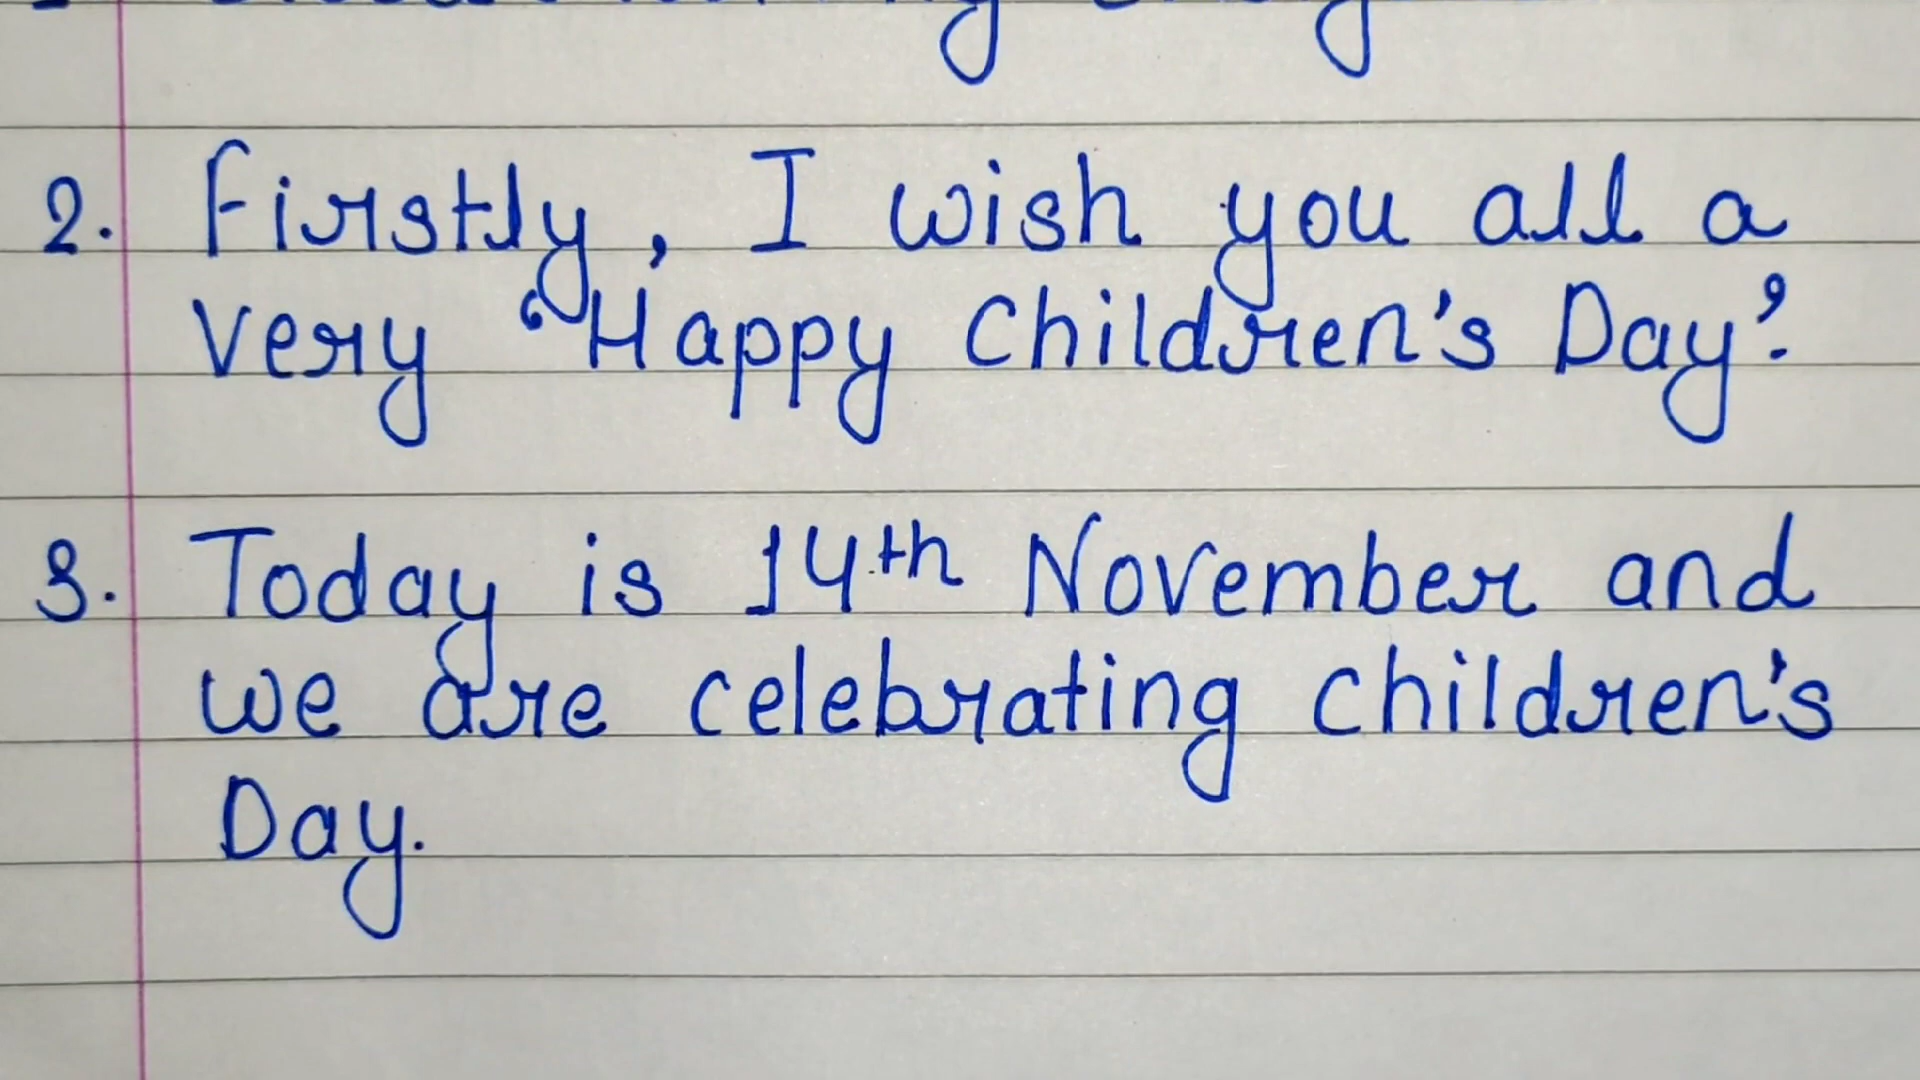 2. Firstly, I wish you all a
very 'Happy Children's Day'.
3. Today is 14th November and
we are celebrating children's
Day.